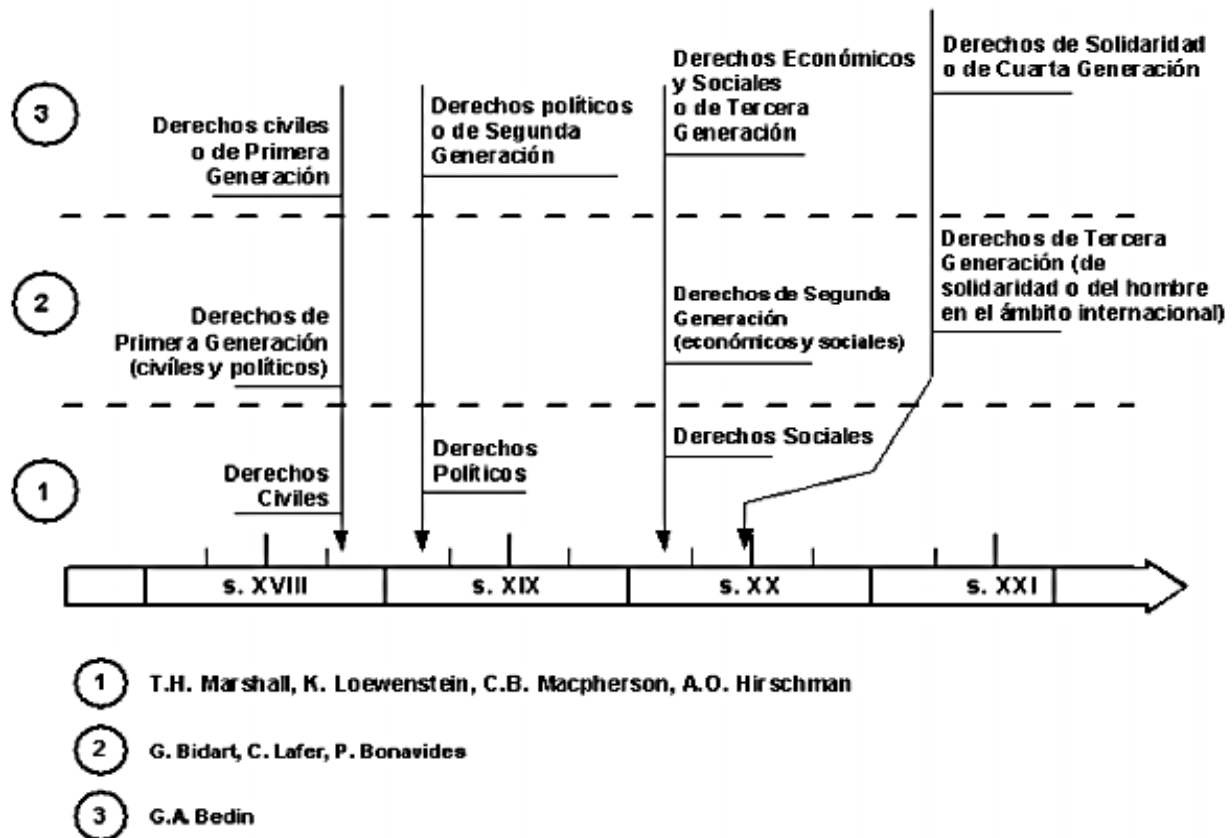 3
Derechos civiles
o de Primera
Generación
Derechos políticos
o de Segunda
Generación
Derechos Económicos
y Sociales
o de Tercera
Generación
Derechos de Solidaridad
o de Cuarta Generación
2
Derechos de
Primera Generación
(civíles y políticos)
Derechos de Segunda
Generación
(económicos y sociales)
Derechos de Tercera
Generación (de
solidaridad o del hombre
en el ámbito internacional)
1
Derechos
Civiles
Derechos
Políticos
Derechos Sociales
s. XVIII
s. XIX
s. XX
s. XXI
1 T.H. Marshall, K. Loewenstein, C.B. Macpherson, A.O. Hirschman
2 G. Bidart, C. Lafer, P. Bonavides
3 G.A. Bedin